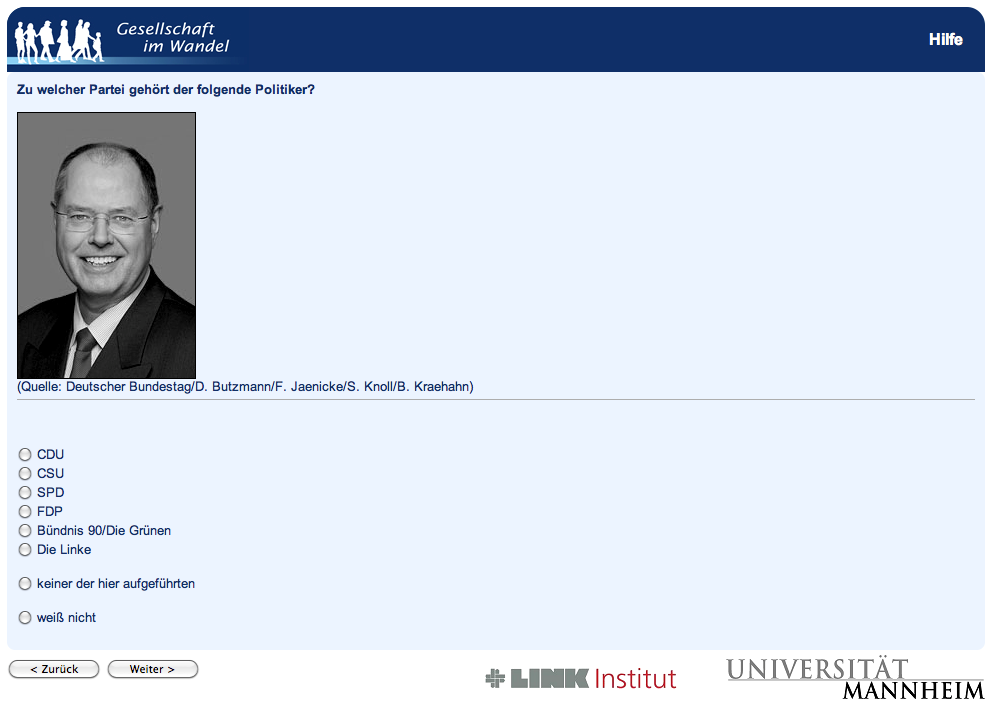 Gesellschaft
im Wandel
Hilfe
Zu welcher Partei gehört der folgende Politiker?
(Quelle: Deutscher Bundestag/D. Butzmann/F. Jaenicke/S. Knoll/B. Kraehahn)
CDU
CSU
SPD
FDP
Bündnis 90/Die Grünen
Die Linke
keiner der hier aufgeführten
weiß nicht
< Zurück
Weiter >
LINK Institut
UNIVERSITÄT
MANNHEIM